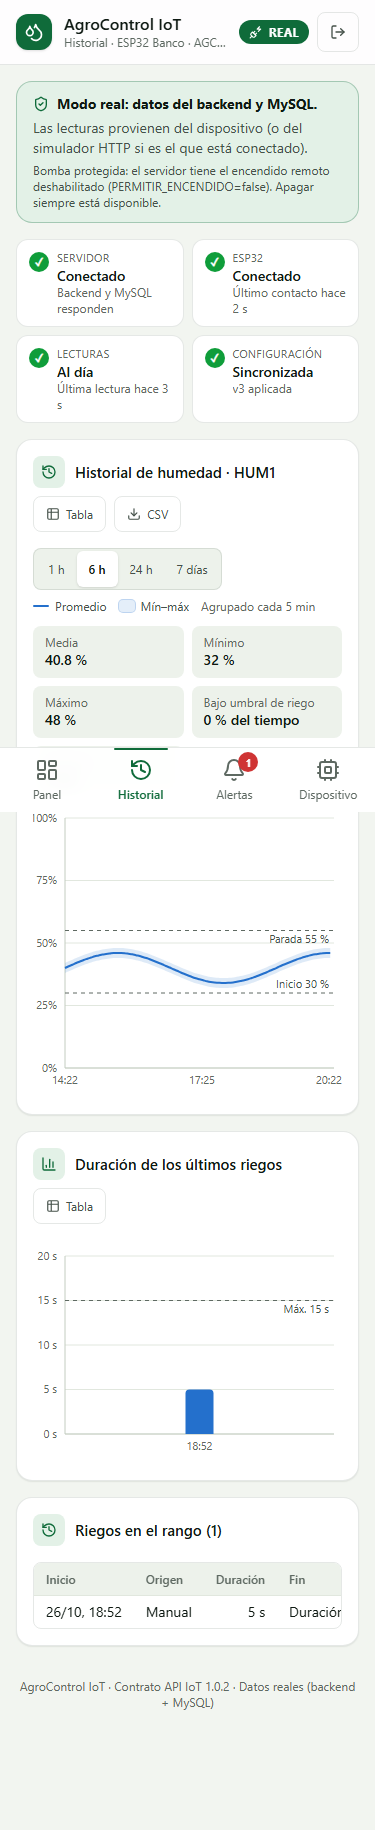 AgroControl IoT
Historial · ESP32 Banco · AGC...
REAL
Modo real: datos del backend y MySQL.
Las lecturas provienen del dispositivo (o del
simulador HTTP si es el que está conectado).
Bomba protegida: el servidor tiene el encendido remoto
deshabilitado (PERMITIR_ENCENDIDO=false). Apagar
siempre está disponible.
SERVIDOR
Conectado
Backend y MySQL
responden
ESP32
Conectado
Último contacto hace
2 s
LECTURAS
Al día
Última lectura hace 3
s
CONFIGURACIÓN
Sincronizada
v3 aplicada
Historial de humedad · HUM1
Tabla
CSV
1 h
6 h
24 h
7 días
Promedio
Mín–máx
Agrupado cada 5 min
Media
40.8 %
Mínimo
32 %
Máximo
48 %
Bajo umbral de riego
0 % del tiempo
Panel
Historial
1
Alertas
Dispositivo
100%
75%
50%
25%
0%
Parada 55 %
Inicio 30 %
14:22
17:25
20:22
Duración de los últimos riegos
Tabla
20 s
15 s
10 s
5 s
0 s
Máx. 15 s
18:52
Riegos en el rango (1)
Inicio Origen Duración Fin
26/10, 18:52 Manual 5 s Duración
AgroControl IoT · Contrato API IoT 1.0.2 · Datos reales (backend
+ MySQL)